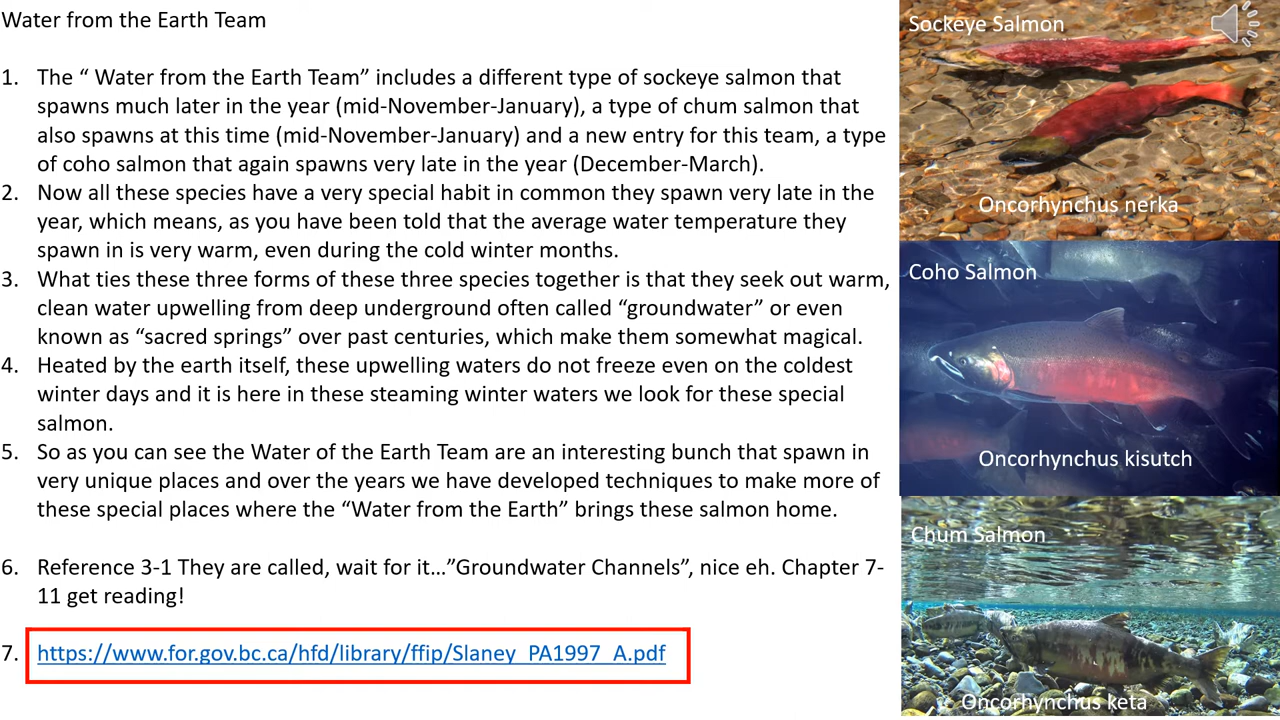 Water from the Earth Team
1. The “ Water from the Earth Team” includes a different type of sockeye salmon that
spawns much later in the year (mid-November-January), a type of chum salmon that
also spawns at this time (mid-November-January) and a new entry for this team, a type
of coho salmon that again spawns very late in the year (December-March).
2. Now all these species have a very special habit in common they spawn very late in the
year, which means, as you have been told that the average water temperature they
spawn in is very warm, even during the cold winter months.
3. What ties these three forms of these three species together is that they seek out warm,
clean water upwelling from deep underground often called “groundwater” or even
known as “sacred springs” over past centuries, which make them somewhat magical.
4. Heated by the earth itself, these upwelling waters do not freeze even on the coldest
winter days and it is here in these steaming winter waters we look for these special
salmon.
5. So as you can see the Water of the Earth Team are an interesting bunch that spawn in
very unique places and over the years we have developed techniques to make more of
these special places where the “Water from the Earth” brings these salmon home.
6. Reference 3-1 They are called, wait for it…”Groundwater Channels”, nice eh. Chapter 7-
11 get reading!
7. https://www.for.gov.bc.ca/hfd/library/ffip/Slaney_PA1997_A.pdf
Sockeye Salmon
Oncorhynchus nerka
Coho Salmon
Oncorhynchus kisutch
Chum Salmon
Oncorhynchus keta